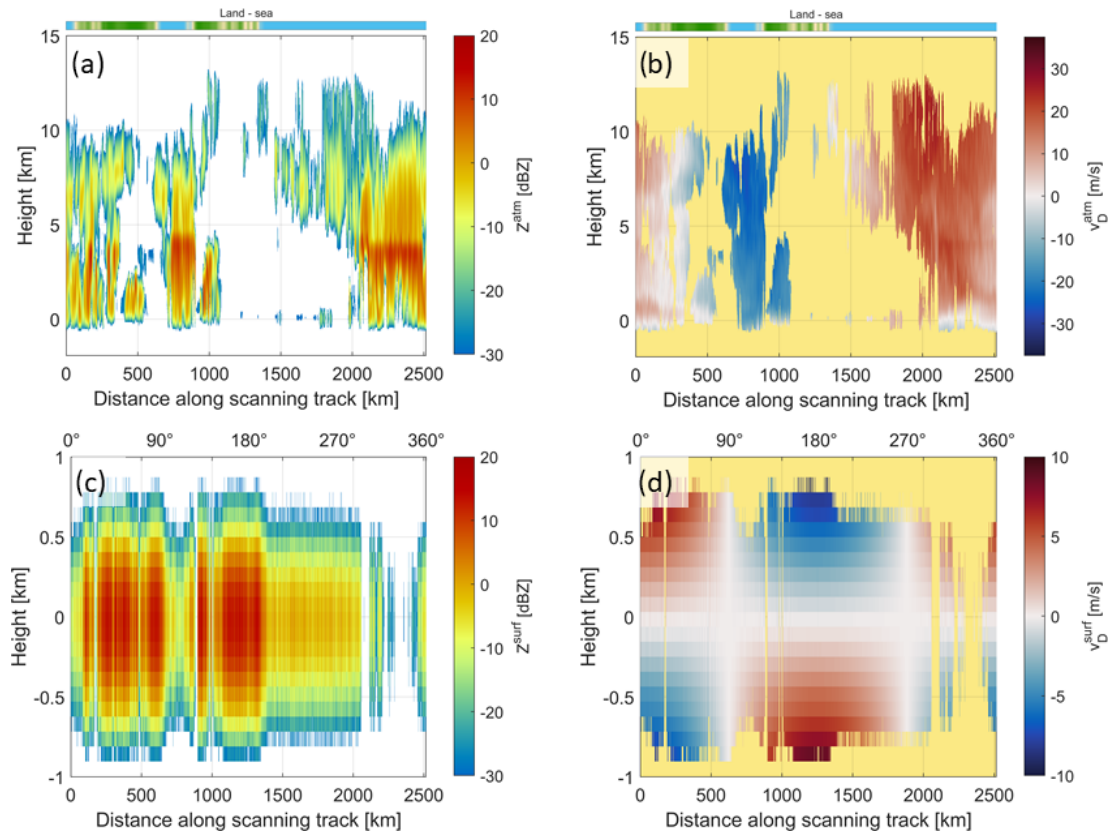 Land - sea
(a)
15
10
5
0
Height [km]
0 500 1000 1500 2000 2500
Distance along scanning track [km]
20
10
0
-10
-20
-30
Z^atm [dBZ]
Land - sea
(b)
15
10
5
0
Height [km]
0 500 1000 1500 2000 2500
Distance along scanning track [km]
30
20
10
0
-10
-20
-30
v_D^atm [m/s]
0° 90° 180° 270° 360°
(c)
1
0.5
0
-0.5
-1
Height [km]
0 500 1000 1500 2000 2500
Distance along scanning track [km]
20
10
0
-10
-20
-30
Z^surf [dBZ]
0° 90° 180° 270° 360°
(d)
1
0.5
0
-0.5
-1
Height [km]
0 500 1000 1500 2000 2500
Distance along scanning track [km]
10
5
0
-5
-10
v_D^surf [m/s]